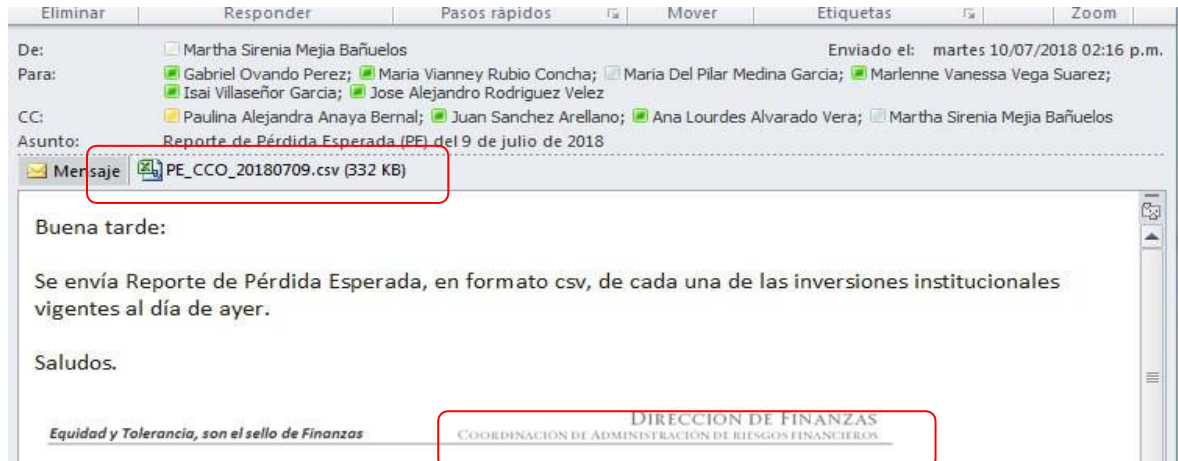 Eliminar Responder Pasos rápidos Mover Etiquetas Zoom
De: Martha Sirenia Mejia Bañuelos Enviado el: martes 10/07/2018 02:16 p.m.
Para: Gabriel Ovando Perez; Maria Vianney Rubio Concha; Maria Del Pilar Medina Garcia; Marlenne Vanessa Vega Suarez;
Isai Villaseñor Garcia; Jose Alejandro Rodriguez Velez
CC: Paulina Alejandra Anaya Bernal; Juan Sanchez Arellano; Ana Lourdes Alvarado Vera; Martha Sirenia Mejia Bañuelos
Asunto: Reporte de Pérdida Esperada (PE) del 9 de julio de 2018
Mensaje PE_CCO_20180709.csv (332 KB)
Buena tarde:
Se envía Reporte de Pérdida Esperada, en formato csv, de cada una de las inversiones institucionales
vigentes al día de ayer.
Saludos.
DIRECCIÓN DE FINANZAS
Equidad y Tolerancia, son el sello de Finanzas COORDINACIÓN DE ADMINISTRACIÓN DE RIESGOS FINANCIEROS